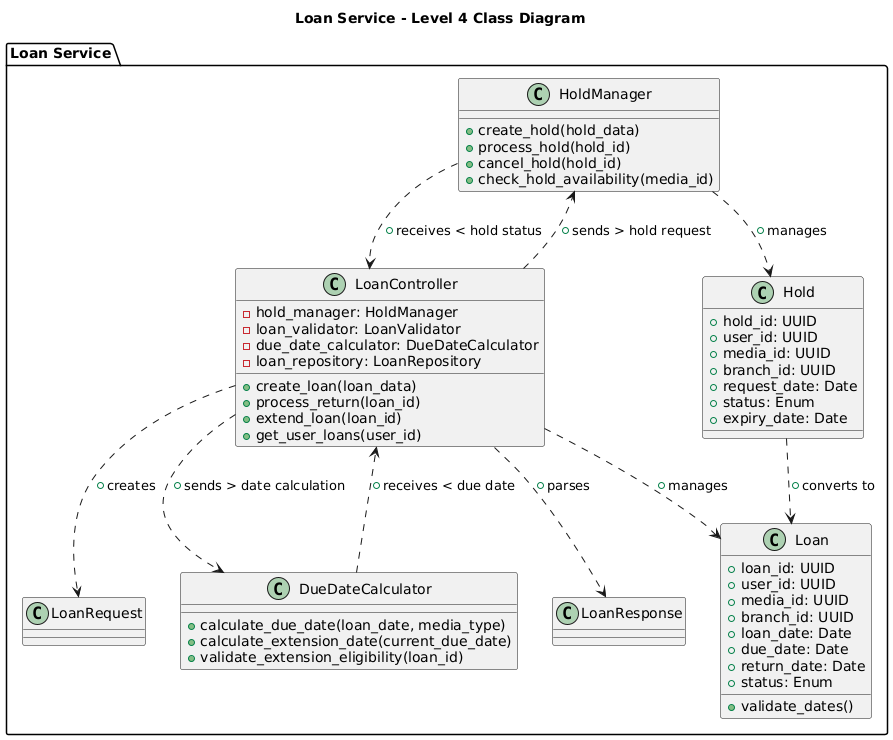 Loan Service - Level 4 Class Diagram
Loan Service
C HoldManager
create_hold(hold_data)
process_hold(hold_id)
cancel_hold(hold_id)
check_hold_availability(media_id)
receives < hold status
sends > hold request
manages
C LoanController
hold_manager: HoldManager
loan_validator: LoanValidator
due_date_calculator: DueDateCalculator
loan_repository: LoanRepository
create_loan(loan_data)
process_return(loan_id)
extend_loan(loan_id)
get_user_loans(user_id)
C Hold
hold_id: UUID
user_id: UUID
media_id: UUID
branch_id: UUID
request_date: Date
status: Enum
expiry_date: Date
creates
sends > date calculation
receives < due date
parses
manages
converts to
C LoanRequest
C DueDateCalculator
calculate_due_date(loan_date, media_type)
calculate_extension_date(current_due_date)
validate_extension_eligibility(loan_id)
C LoanResponse
C Loan
loan_id: UUID
user_id: UUID
media_id: UUID
branch_id: UUID
loan_date: Date
due_date: Date
return_date: Date
status: Enum
validate_dates()